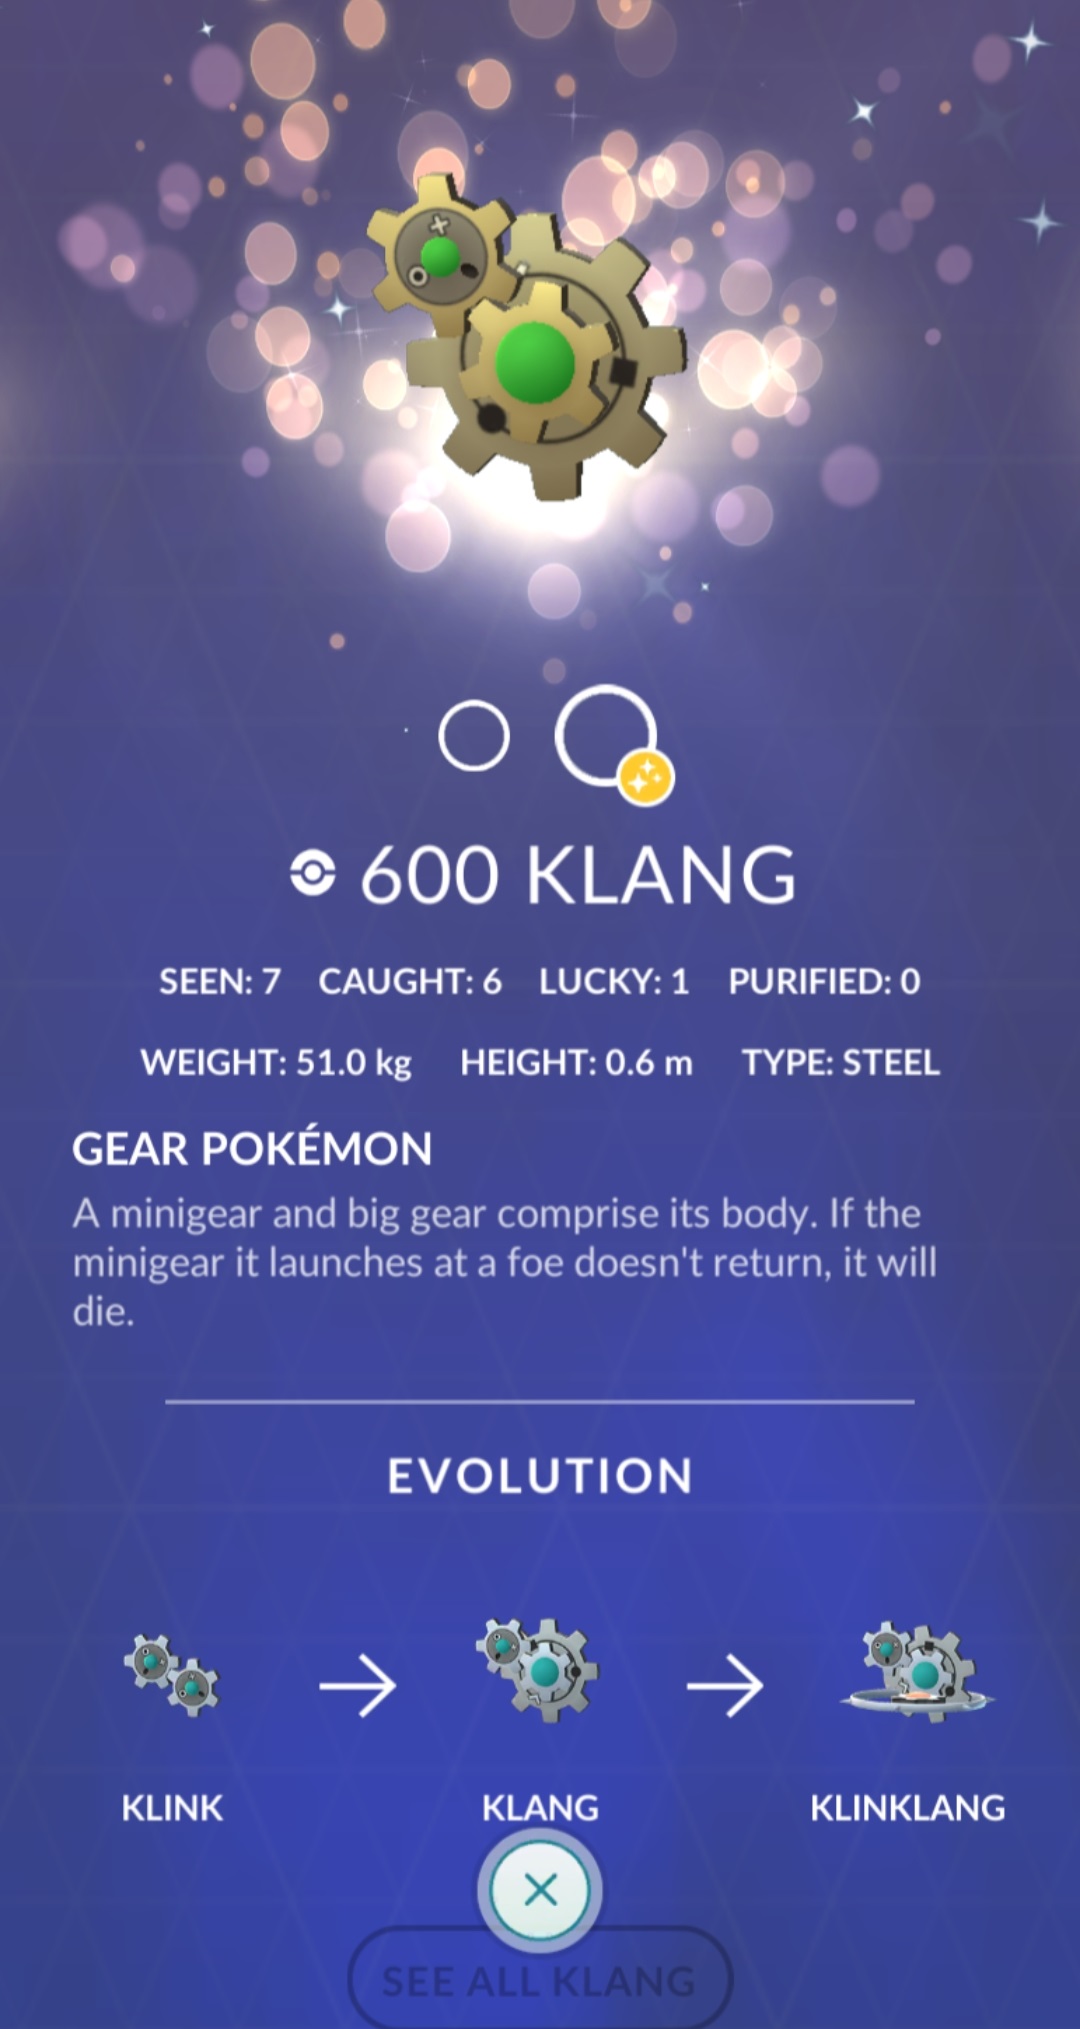 600 KLANG
SEEN: 7 CAUGHT: 6 LUCKY: 1 PURIFIED: 0
WEIGHT: 51.0 kg HEIGHT: 0.6 m TYPE: STEEL
GEAR POKÉMON
A minigear and big gear comprise its body. If the
minigear it launches at a foe doesn't return, it will
die.
EVOLUTION
KLINK KLANG KLINKLANG
SEE ALL KLANG